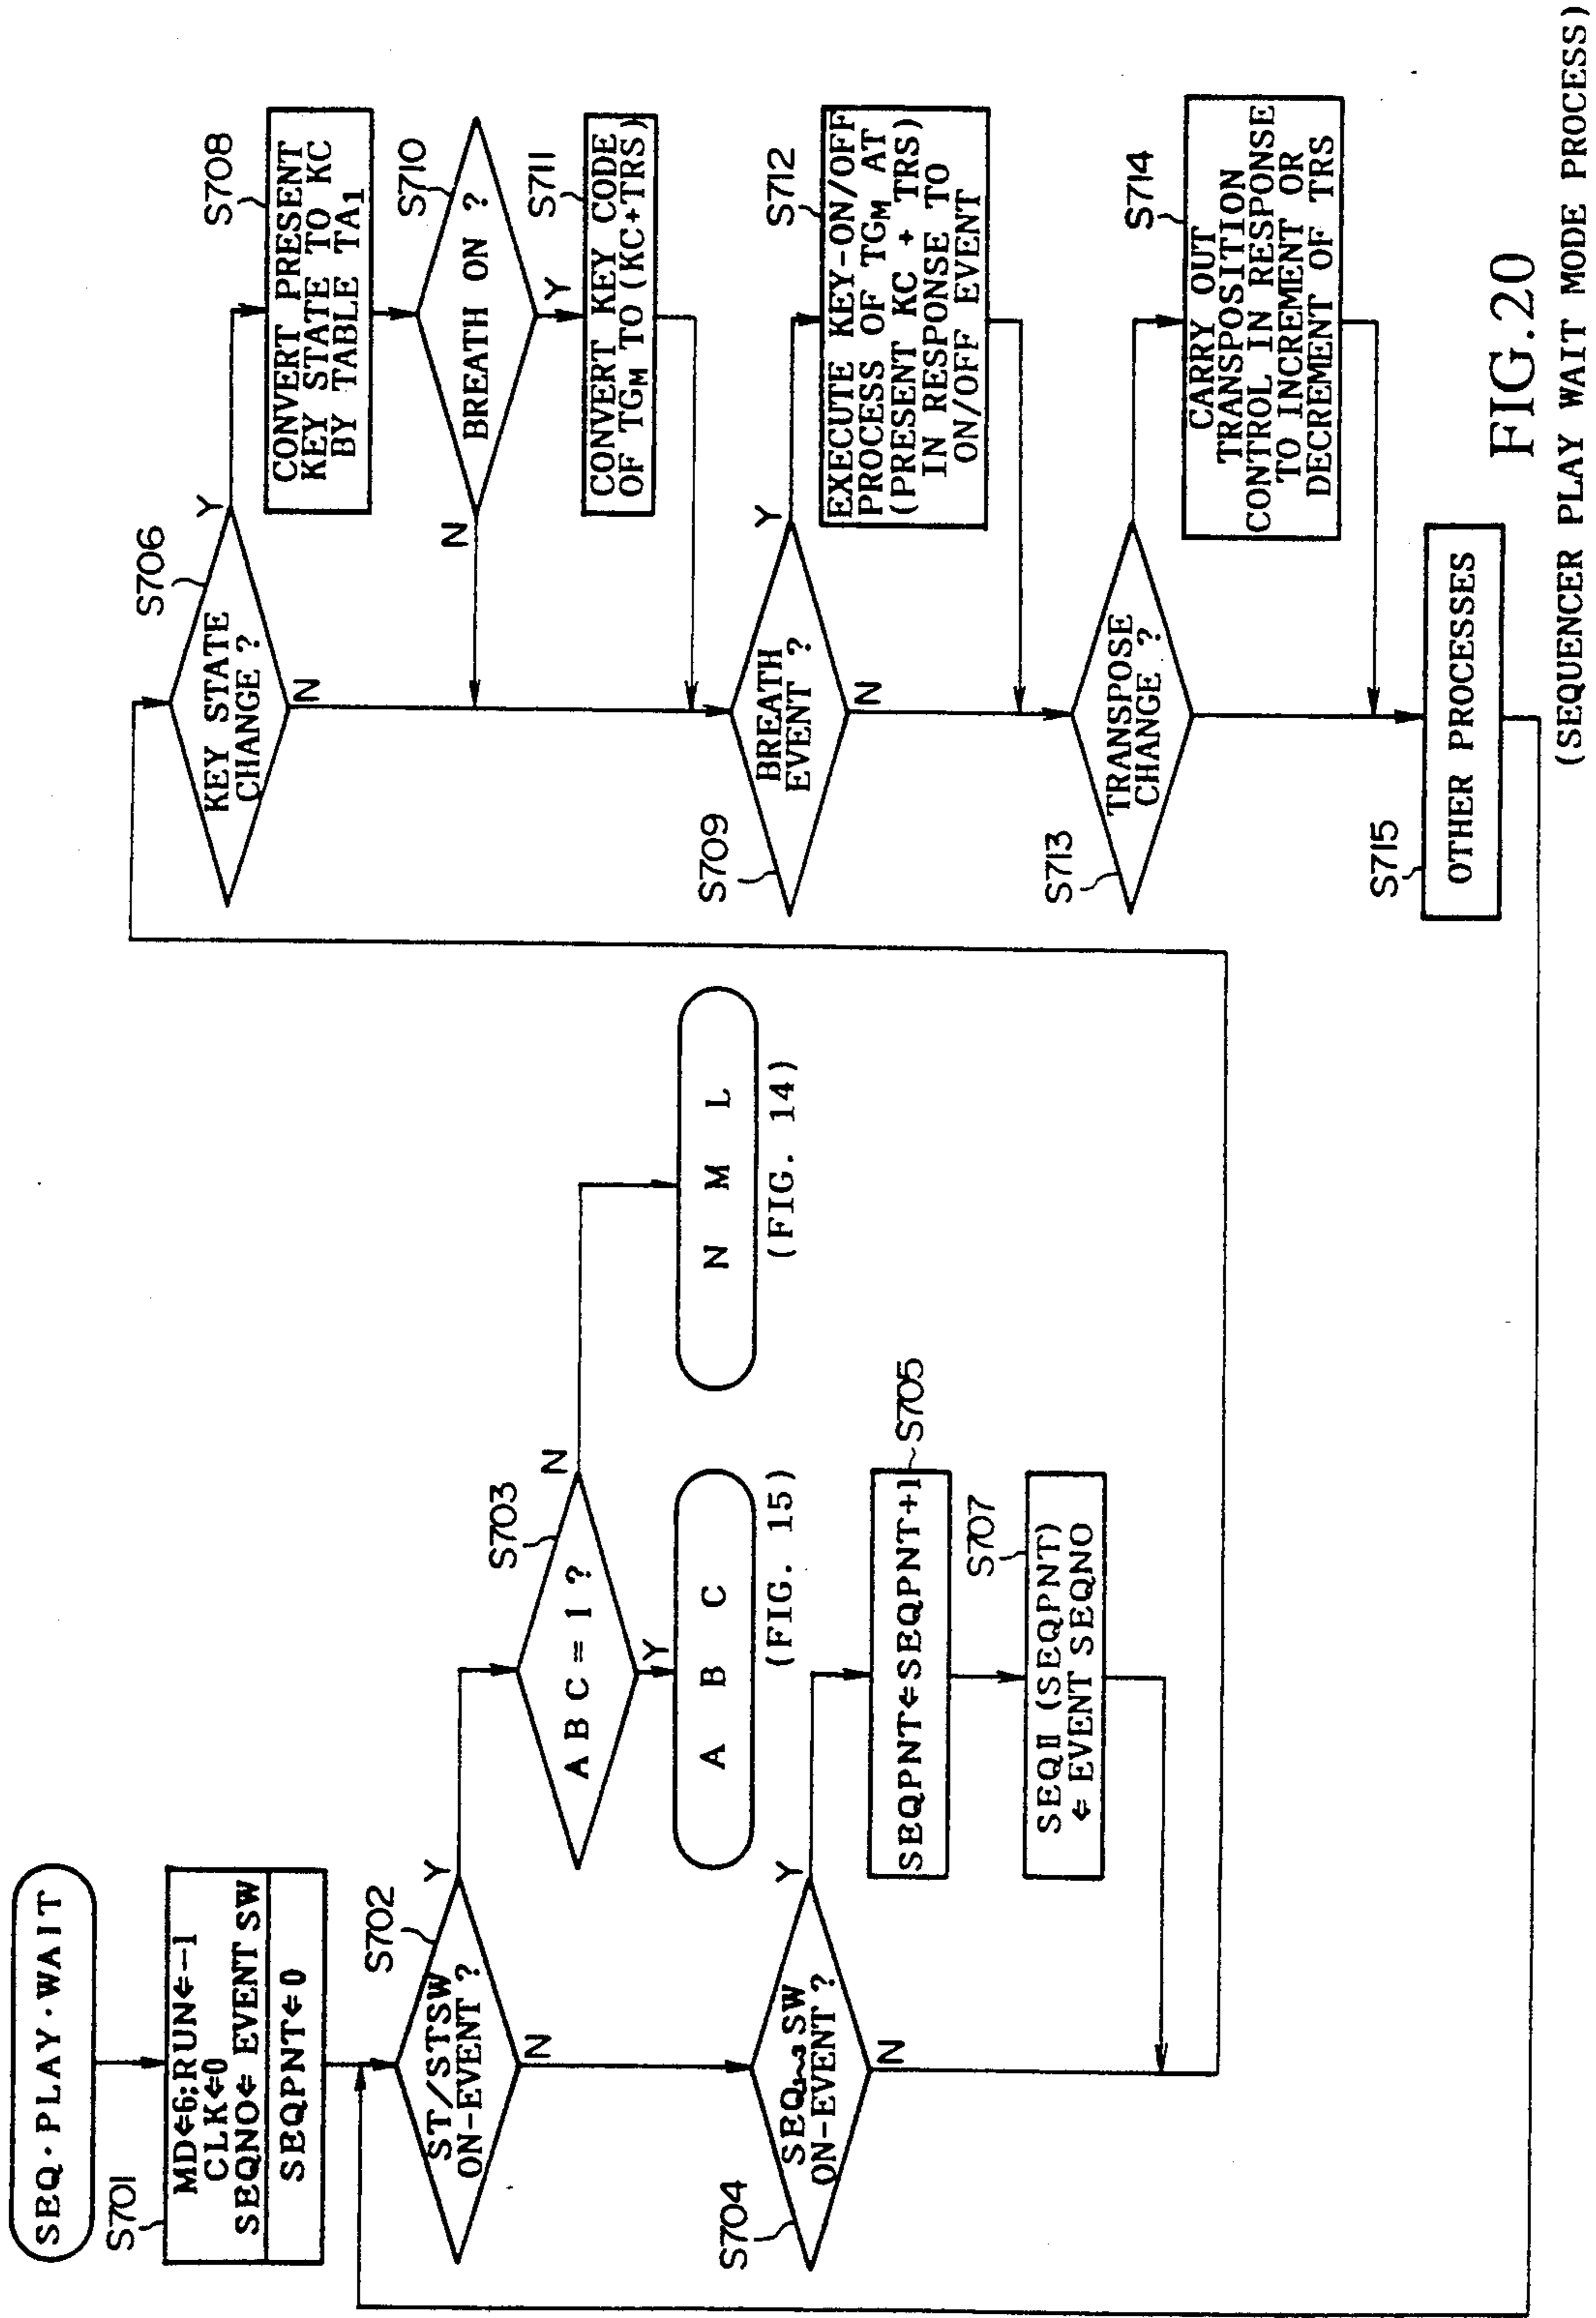 SEQ・PLAY・WAIT
S701
MD⇐6;RUN⇐-1
CLK⇐0
SEQNO⇐ EVENT SW
SEQPNT⇐0
S702
ST/STSW
ON-EVENT ?
Y
N
S703
ABC=1 ?
N
Y
A B C
(FIG. 15)
N M L
(FIG. 14)
S704
SEQ1~3 SW
ON-EVENT ?
Y
N
S705
SEQPNT⇐SEQPNT+1
S707
SEQⅡ (SEQPNT)
⇐ EVENT SEQNO
S706
KEY STATE
CHANGE ?
Y
N
S708
CONVERT PRESENT
KEY STATE TO KC
BY TABLE TA1
S710
BREATH ON ?
N
Y
S711
CONVERT KEY CODE
OF TGM TO (KC+TRS)
S709
BREATH
EVENT ?
Y
N
S712
EXECUTE KEY-ON/OFF
PROCESS OF TGM AT
(PRESENT KC + TRS)
IN RESPONSE TO
ON/OFF EVENT
S713
TRANSPOSE
CHANGE ?
S714
CARRY OUT
TRANSPOSITION
CONTROL IN RESPONSE
TO INCREMENT OR
DECREMENT OF TRS
S715
OTHER PROCESSES
FIG.20
(SEQUENCER PLAY WAIT MODE PROCESS)